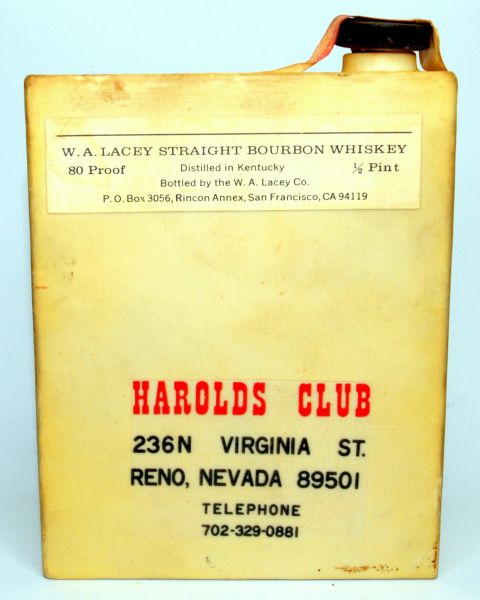 W. A. LACEY STRAIGHT BOURBON WHISKEY
80 Proof Distilled in Kentucky ½ Pint
Bottled by the W. A. Lacey Co.
P. O. Box 3056, Rincon Annex, San Francisco, CA 94119
HAROLDS CLUB
236N VIRGINIA ST.
RENO, NEVADA 89501
TELEPHONE
702-329-0881